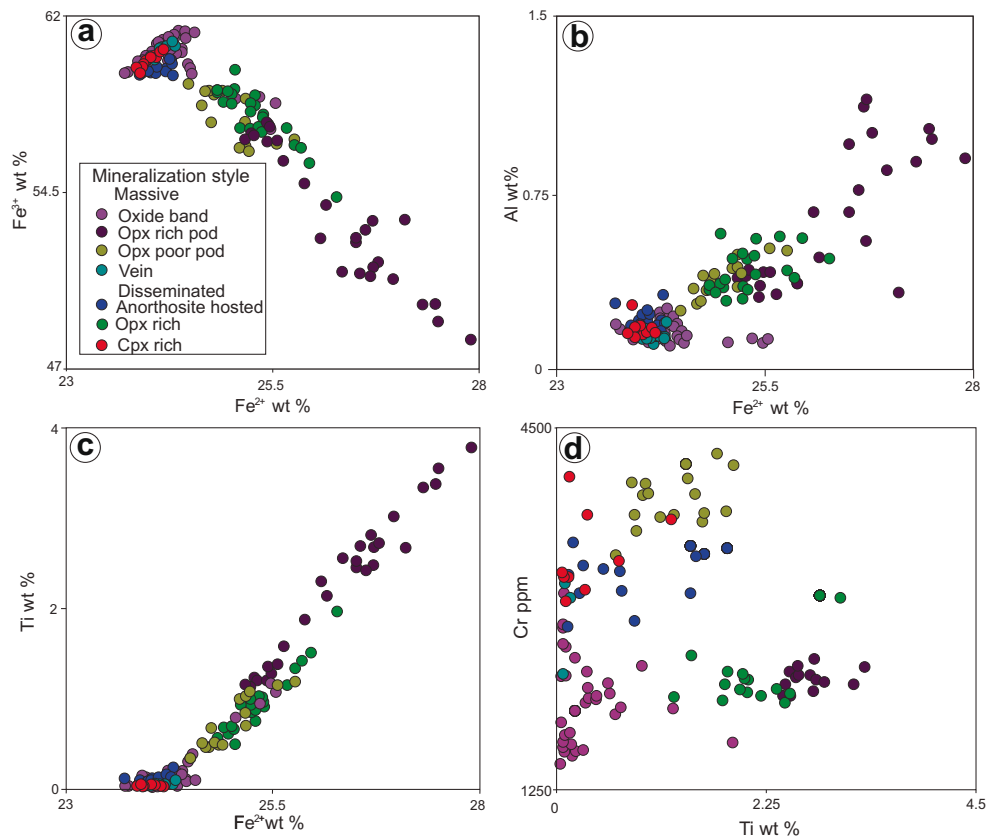 a
62
54.5
47
Fe³⁺ wt %
23
25.5
28
Fe²⁺ wt %
Mineralization style
Massive
Oxide band
Opx rich pod
Opx poor pod
Vein
Disseminated
Anorthosite hosted
Opx rich
Cpx rich
b
1.5
0.75
0
Al wt%
23
25.5
28
Fe²⁺ wt %
c
4
2
0
Ti wt %
23
25.5
28
Fe²⁺wt %
d
4500
1250
Cr ppm
0
2.25
4.5
Ti wt %